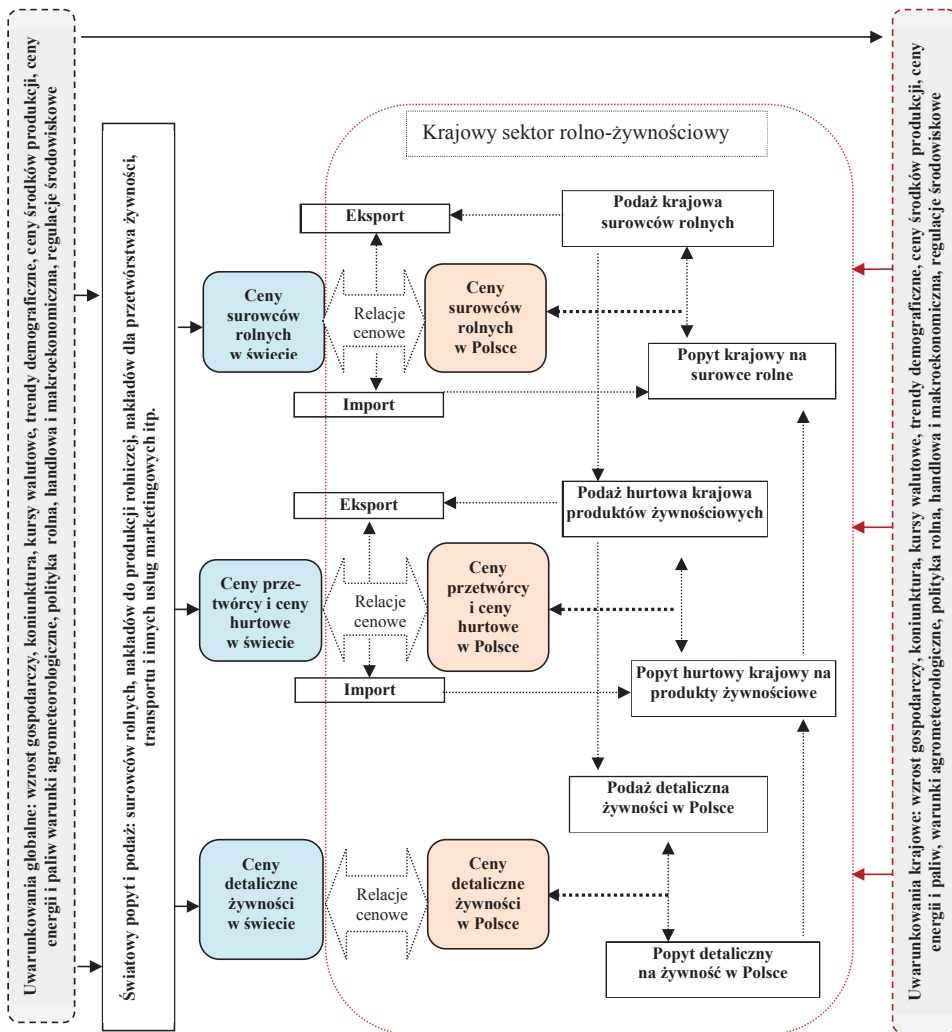 Uwarunkowania globalne: wzrost gospodarczy, koniunktura, kursy walutowe, trendy demograficzne, ceny środków produkcji, ceny
energii i paliw warunki agrometeorologiczne, polityka  rolna, handlowa i makroekonomiczna, regulacje środowiskowe
Światowy popyt i podaż: surowców rolnych, nakładów do produkcji rolniczej, nakładów dla przetwórstwa żywności,
transportu i innych usług marketingowych itp.
Krajowy sektor rolno-żywnościowy
Eksport
Podaż krajowa
surowców rolnych
Ceny
surowców
rolnych
w świecie
Relacje
cenowe
Ceny
surowców
rolnych
w Polsce
Popyt krajowy na
surowce rolne
Import
Eksport
Podaż hurtowa krajowa
produktów żywnościowych
Ceny prze-
twórcy i ceny
hurtowe
w świecie
Relacje
cenowe
Ceny
przetwórcy
i ceny
hurtowe
w Polsce
Popyt hurtowy krajowy na
produkty żywnościowe
Import
Podaż detaliczna
żywności w Polsce
Ceny
detaliczne
żywności
w świecie
Relacje
cenowe
Ceny
detaliczne
żywności
w Polsce
Popyt detaliczny
na żywność w Polsce
Uwarunkowania krajowe: wzrost gospodarczy, koniunktura, kursy walutowe, trendy demograficzne, ceny środków produkcji, ceny
energii i paliw, warunki agrometeorologiczne, polityka rolna, handlowa i makroekonomiczna, regulacje środowiskowe